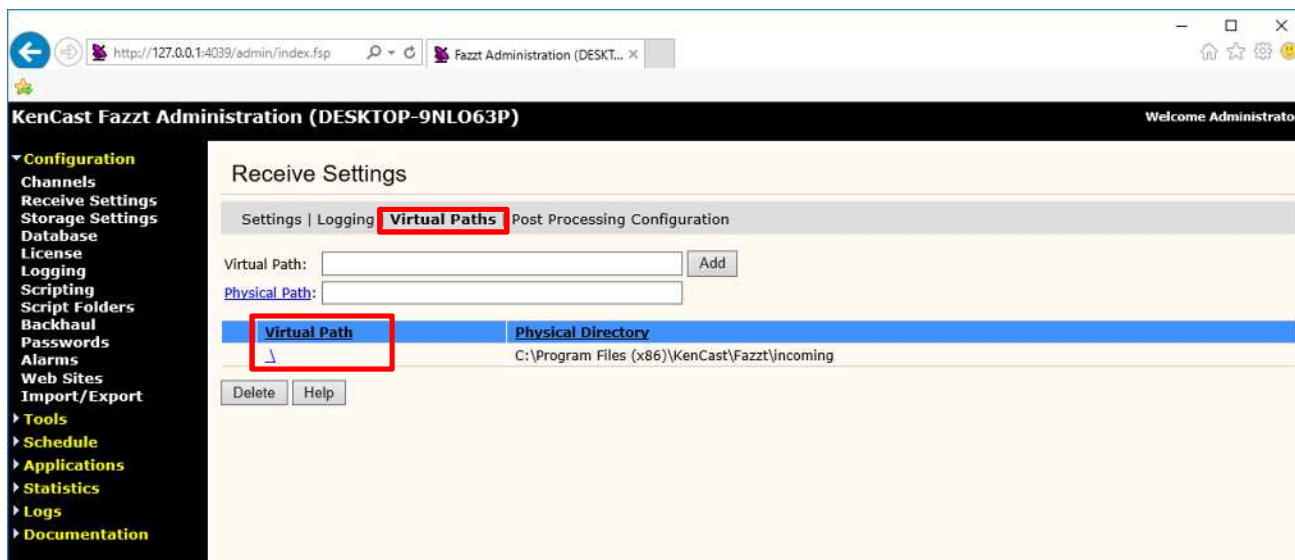 http://127.0.0.1:4039/admin/index.fsp
Fazzt Administration (DESKT...
KenCast Fazzt Administration (DESKTOP-9NLO63P)
Welcome Administrato
Configuration
Channels
Receive Settings
Storage Settings
Database
License
Logging
Scripting
Script Folders
Backhaul
Passwords
Alarms
Web Sites
Import/Export
Tools
Schedule
Applications
Statistics
Logs
Documentation
Receive Settings
Settings | Logging Virtual Paths Post Processing Configuration
Virtual Path: Add
Physical Path:
Virtual Path Physical Directory
.\ C:\Program Files (x86)\KenCast\Fazzt\incoming
Delete Help